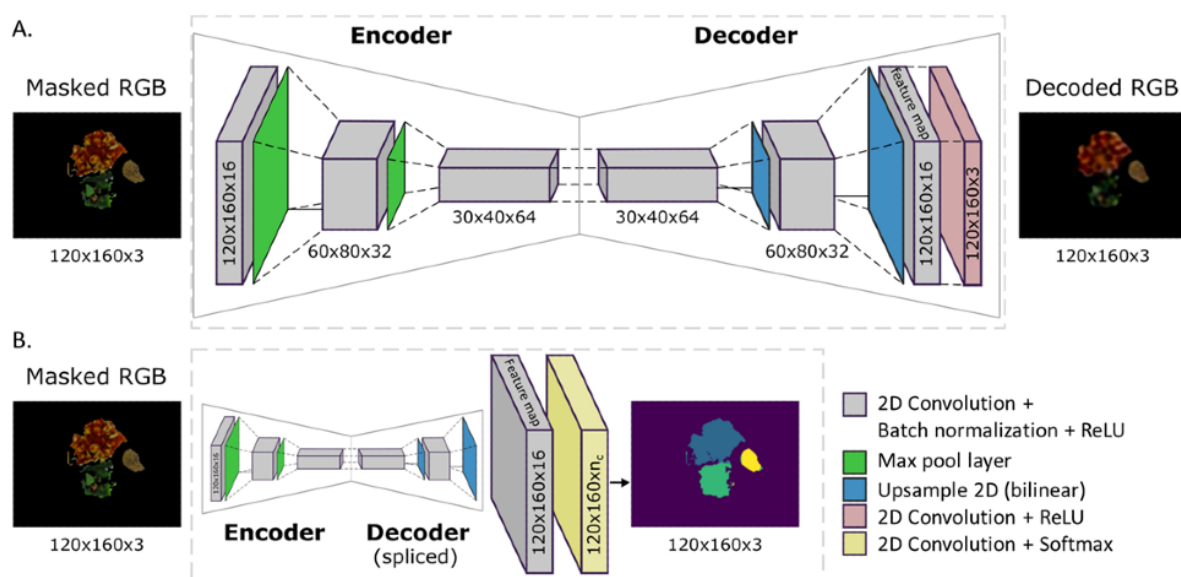 A.
Encoder
Decoder
Masked RGB
120x160x3
120x160x16
60x80x32
30x40x64
30x40x64
60x80x32
feature map
120x160x16
120x160x3
Decoded RGB
120x160x3
B.
Masked RGB
120x160x3
120x160x16
Encoder
Decoder
(spliced)
Feature map
120x160x16
120x160xn_c
120x160x3
2D Convolution +
Batch normalization + ReLU
Max pool layer
Upsample 2D (bilinear)
2D Convolution + ReLU
2D Convolution + Softmax